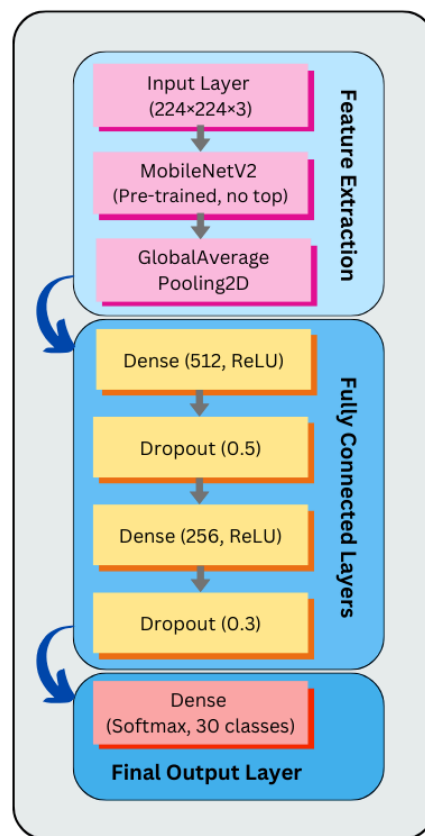 Input Layer
(224×224×3)
MobileNetV2
(Pre-trained, no top)
GlobalAverage
Pooling2D
Feature Extraction
Dense (512, ReLU)
Dropout (0.5)
Dense (256, ReLU)
Dropout (0.3)
Fully Connected Layers
Dense
(Softmax, 30 classes)
Final Output Layer